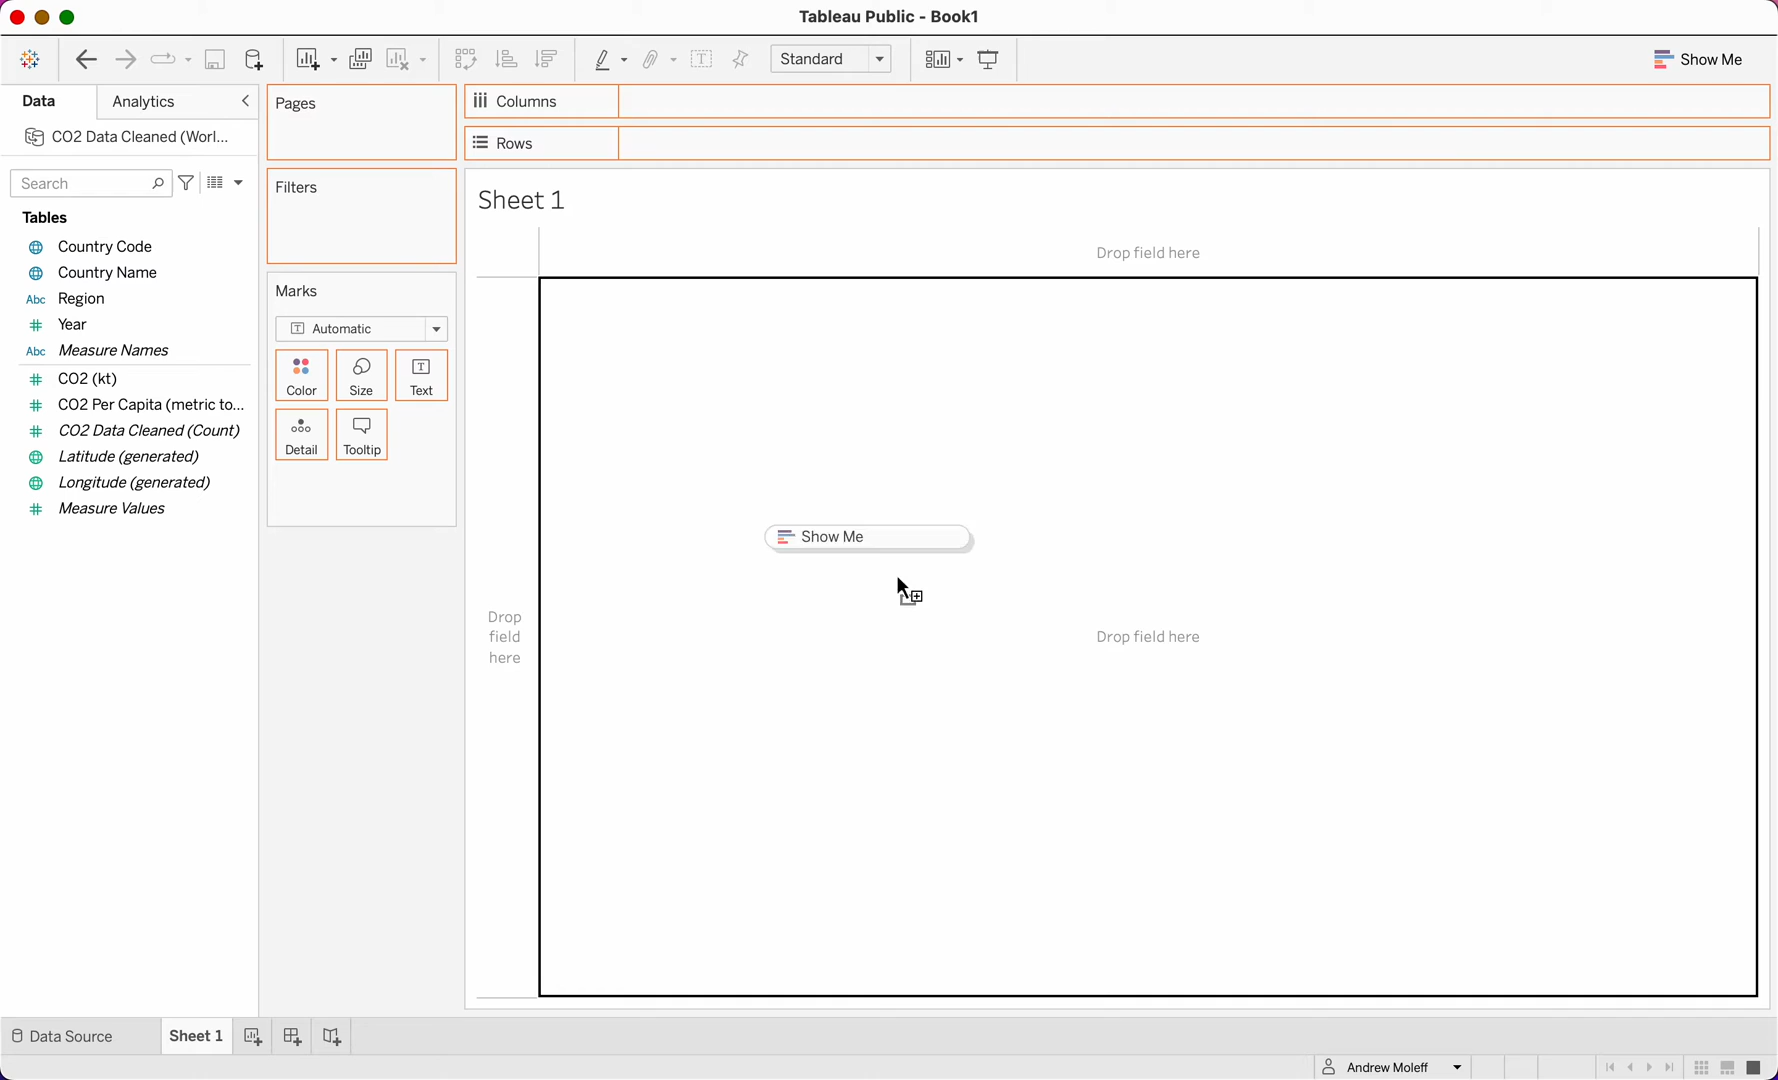 Tableau Public - Book1
Standard
Show Me
Data
Analytics
CO2 Data Cleaned (Worl...
Search
Tables
Country Code
Country Name
Abc Region
Year
Abc Measure Names
CO2 (kt)
CO2 Per Capita (metric to...
CO2 Data Cleaned (Count)
Latitude (generated)
Longitude (generated)
Measure Values
Pages
Filters
Marks
Automatic
Color
Size
Text
Detail
Tooltip
Columns
Rows
Sheet 1
Drop field here
Show Me
Drop
field
here
Drop field here
Data Source
Sheet 1
Andrew Moleff